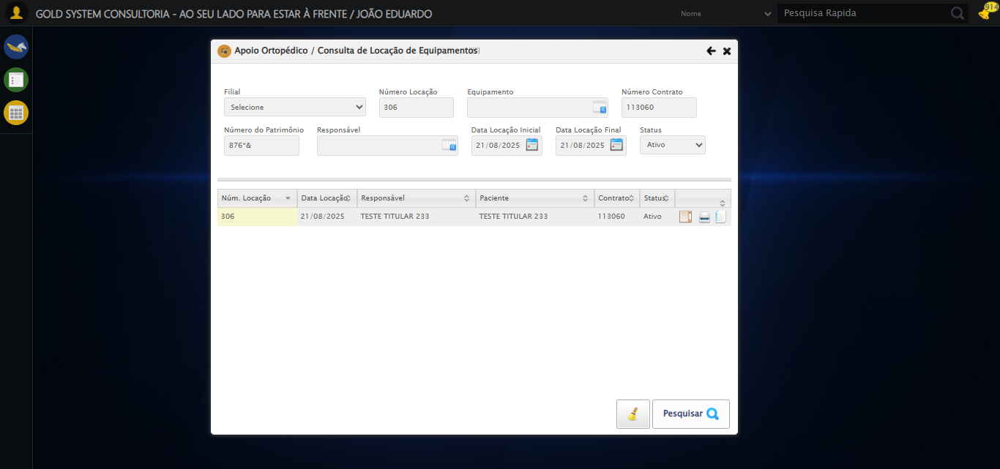 GOLD SYSTEM CONSULTORIA - AO SEU LADO PARA ESTAR À FRENTE / JOÃO EDUARDO
Nome
Pesquisa Rapida
914
Apoio Ortopédico / Consulta de Locação de Equipamentos
Filial
Número Locação
Equipamento
Número Contrato
Selecione
306
113060
Número do Patrimônio
Responsável
Data Locação Inicial
Data Locação Final
Status
876*&
21/08/2025
21/08/2025
Ativo
Núm. Locação
Data Locação
Responsável
Paciente
Contrato
Status
306
21/08/2025
TESTE TITULAR 233
TESTE TITULAR 233
113060
Ativo
Pesquisar